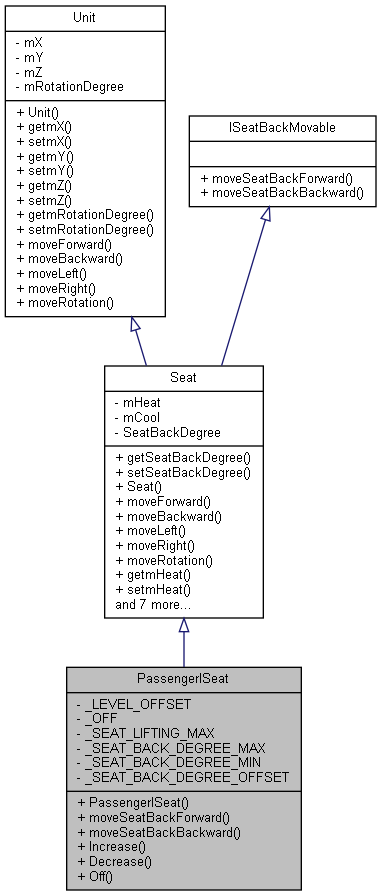 Unit
- mX
- mY
- mZ
- mRotationDegree
+ Unit()
+ getmX()
+ setmX()
+ getmY()
+ setmY()
+ getmZ()
+ setmZ()
+ getmRotationDegree()
+ setmRotationDegree()
+ moveForward()
+ moveBackward()
+ moveLeft()
+ moveRight()
+ moveRotation()
ISeatBackMovable
+ moveSeatBackForward()
+ moveSeatBackBackward()
Seat
- mHeat
- mCool
- SeatBackDegree
+ getSeatBackDegree()
+ setSeatBackDegree()
+ Seat()
+ moveForward()
+ moveBackward()
+ moveLeft()
+ moveRight()
+ moveRotation()
+ getmHeat()
+ setmHeat()
and 7 more...
PassengerlSeat
- _LEVEL_OFFSET
- _OFF
- _SEAT_LIFTING_MAX
- _SEAT_BACK_DEGREE_MAX
- _SEAT_BACK_DEGREE_MIN
- _SEAT_BACK_DEGREE_OFFSET
+ PassengerlSeat()
+ moveSeatBackForward()
+ moveSeatBackBackward()
+ Increase()
+ Decrease()
+ Off()